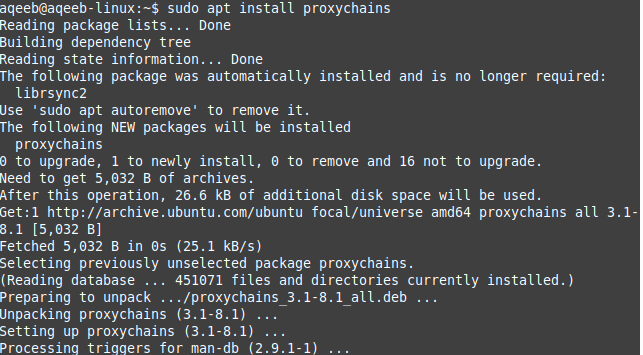 aqeeb@aqeeb-linux:~$ sudo apt install proxychains
Reading package lists... Done
Building dependency tree
Reading state information... Done
The following package was automatically installed and is no longer required:
  librsync2
Use 'sudo apt autoremove' to remove it.
The following NEW packages will be installed
  proxychains
0 to upgrade, 1 to newly install, 0 to remove and 16 not to upgrade.
Need to get 5,032 B of archives.
After this operation, 26.6 kB of additional disk space will be used.
Get:1 http://archive.ubuntu.com/ubuntu focal/universe amd64 proxychains all 3.1-
8.1 [5,032 B]
Fetched 5,032 B in 0s (25.1 kB/s)
Selecting previously unselected package proxychains.
(Reading database ... 451071 files and directories currently installed.)
Preparing to unpack .../proxychains_3.1-8.1_all.deb ...
Unpacking proxychains (3.1-8.1) ...
Setting up proxychains (3.1-8.1) ...
Processing triggers for man-db (2.9.1-1) ...